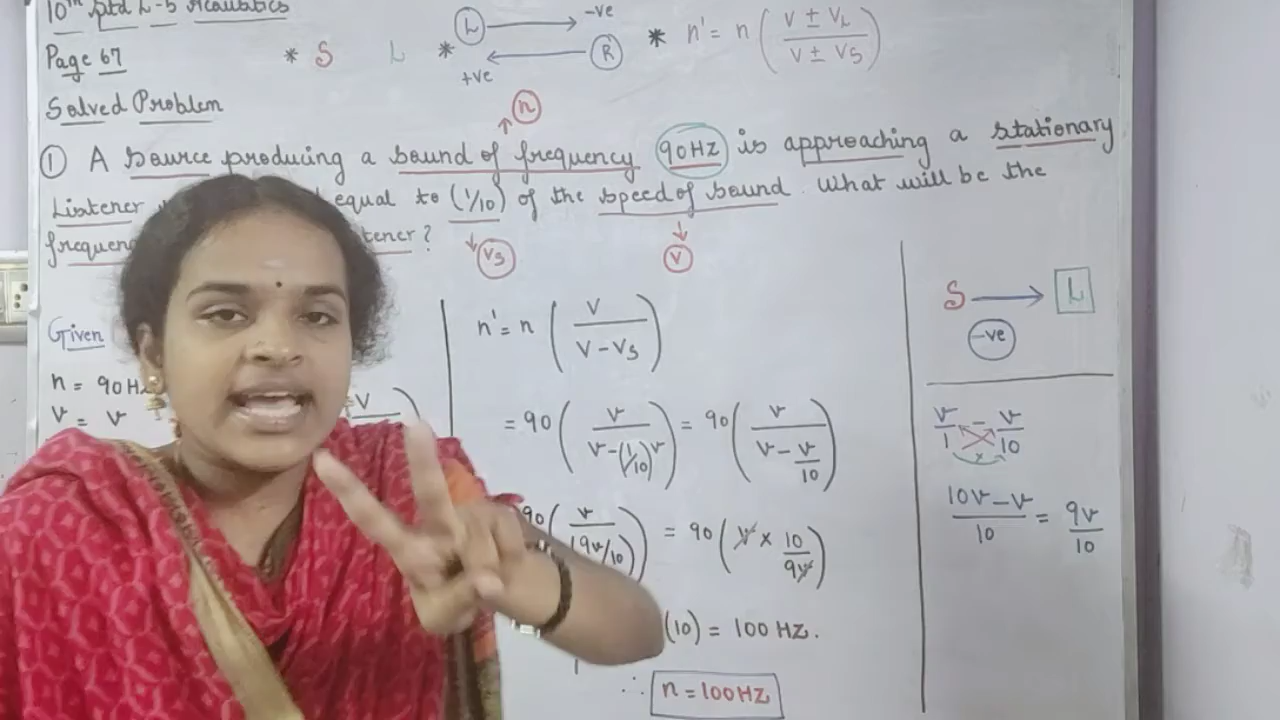 10th Std L-5 Acoustics
Page 67
* S L * L -ve
+ve R
* n' = n ( V ± VL / V ± VS )
Solved Problem
n
① A source producing a sound of frequency 90HZ is approaching a stationary
Listener equal to (1/10) of the speed of sound. What will be the
frequenc tener?
Vs
V
Given
n = 90 Hz
v = v
V
n' = n ( V / V - Vs )
= 90 ( v / v - (1/10)v ) = 90 ( v / v - v/10 )
90 ( v / (9v/10) ) = 90 ( v × 10 / 9v )
(10) = 100 HZ.
∴ n = 100HZ
S L
-ve
v/1 - v/10
10v - v / 10 = 9v / 10